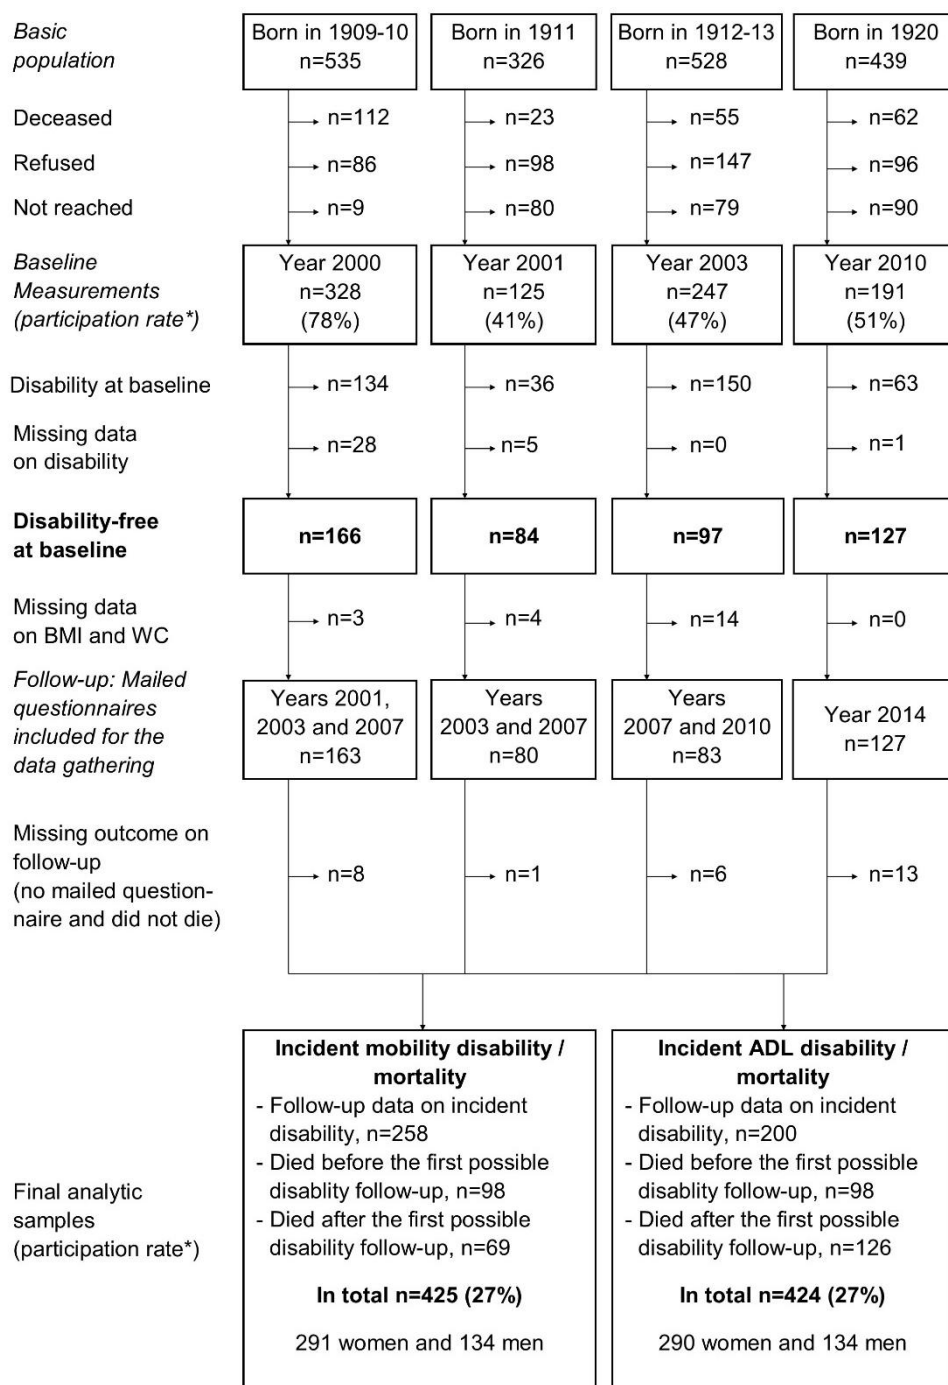 Basic
population
Born in 1909-10
n=535
Born in 1911
n=326
Born in 1912-13
n=528
Born in 1920
n=439
Deceased
n=112
n=23
n=55
n=62
Refused
n=86
n=98
n=147
n=96
Not reached
n=9
n=80
n=79
n=90
Baseline
Measurements
(participation rate*)
Year 2000
n=328
(78%)
Year 2001
n=125
(41%)
Year 2003
n=247
(47%)
Year 2010
n=191
(51%)
Disability at baseline
n=134
n=36
n=150
n=63
Missing data
on disability
n=28
n=5
n=0
n=1
Disability-free
at baseline
n=166
n=84
n=97
n=127
Missing data
on BMI and WC
n=3
n=4
n=14
n=0
Follow-up: Mailed
questionnaires
included for the
data gathering
Years 2001,
2003 and 2007
n=163
Years
2003 and 2007
n=80
Years
2007 and 2010
n=83
Year 2014
n=127
Missing outcome on
follow-up
(no mailed question-
naire and did not die)
n=8
n=1
n=6
n=13
Final analytic
samples
(participation rate*)
Incident mobility disability /
mortality
- Follow-up data on incident
disability, n=258
- Died before the first possible
disablity follow-up, n=98
- Died after the first possible
disability follow-up, n=69
In total n=425 (27%)
291 women and 134 men
Incident ADL disability /
mortality
- Follow-up data on incident
disability, n=200
- Died before the first possible
disablity follow-up, n=98
- Died after the first possible
disability follow-up, n=126
In total n=424 (27%)
290 women and 134 men